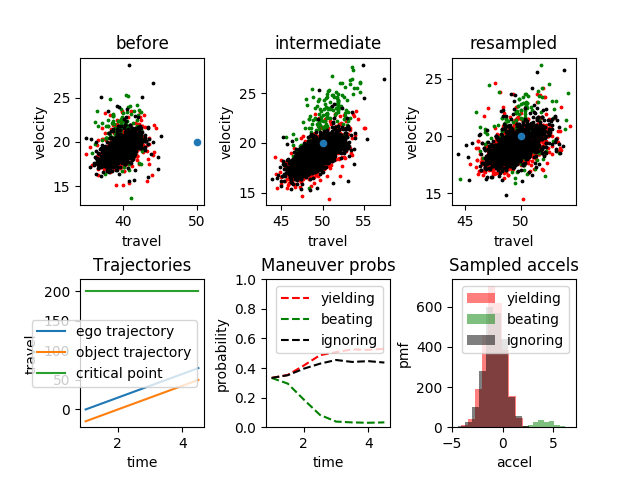 before
intermediate
resampled
velocity
25
20
15
40
50
travel
velocity
25
20
15
45
50
55
travel
velocity
25
20
15
45
50
travel
Trajectories
Maneuver probs
Sampled accels
travel
200
150
100
50
0
ego trajectory
object trajectory
critical point
2
4
time
probability
1.0
0.8
0.6
0.4
0.2
0.0
yielding
beating
ignoring
2
4
time
pmf
600
400
200
0
yielding
beating
ignoring
−5
0
5
accel